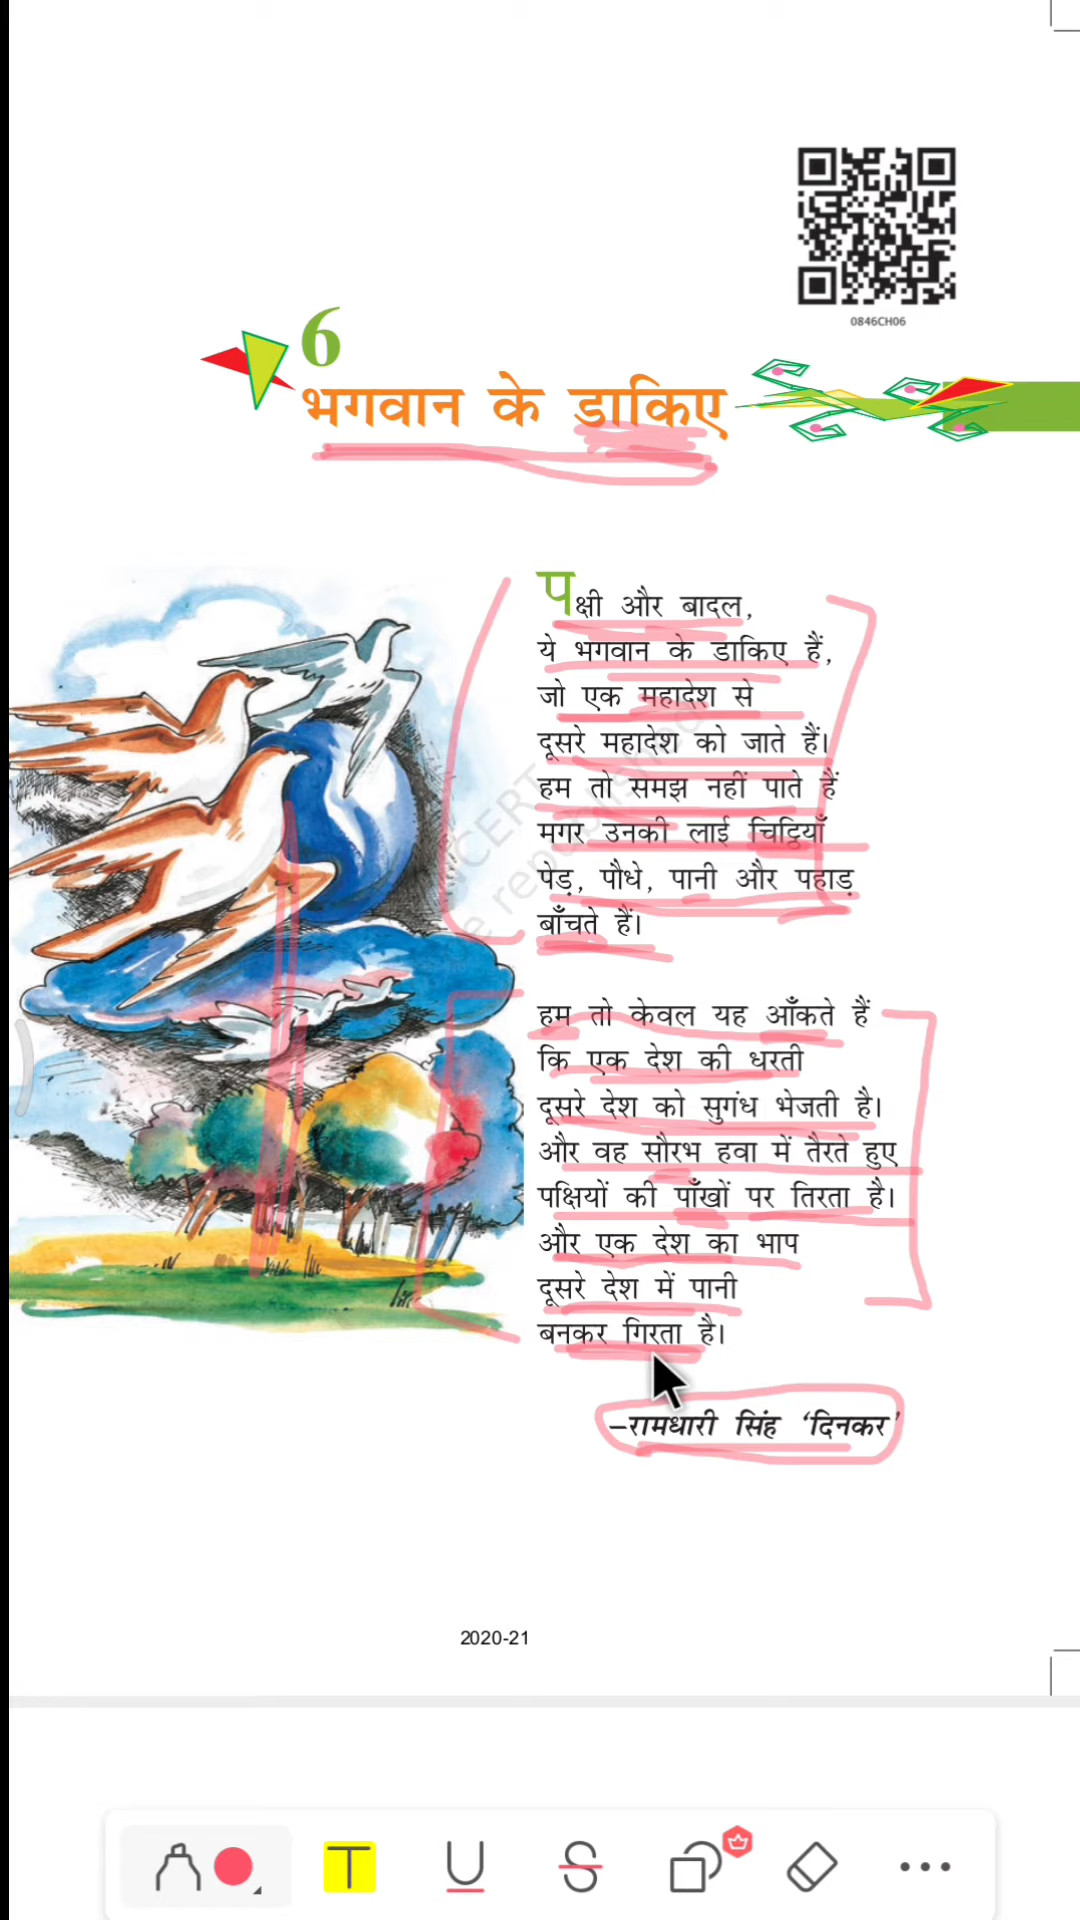 0846CH06
6
भगवान के डाकिए
पक्षी और बादल,
ये भगवान के डाकिए हैं,
जो एक महादेश से
दूसरे महादेश को जाते हैं।
हम तो समझ नहीं पाते हैं
मगर उनकी लाई चिट्ठियाँ
पेड़, पौधे, पानी और पहाड़
बाँचते हैं।
हम तो केवल यह आँकते हैं
कि एक देश की धरती
दूसरे देश को सुगंध भेजती है।
और वह सौरभ हवा में तैरते हुए
पक्षियों की पाँखों पर तिरता है।
और एक देश का भाप
दूसरे देश में पानी
बनकर गिरता है।
–रामधारी सिंह ‘दिनकर’
2020-21
T U S